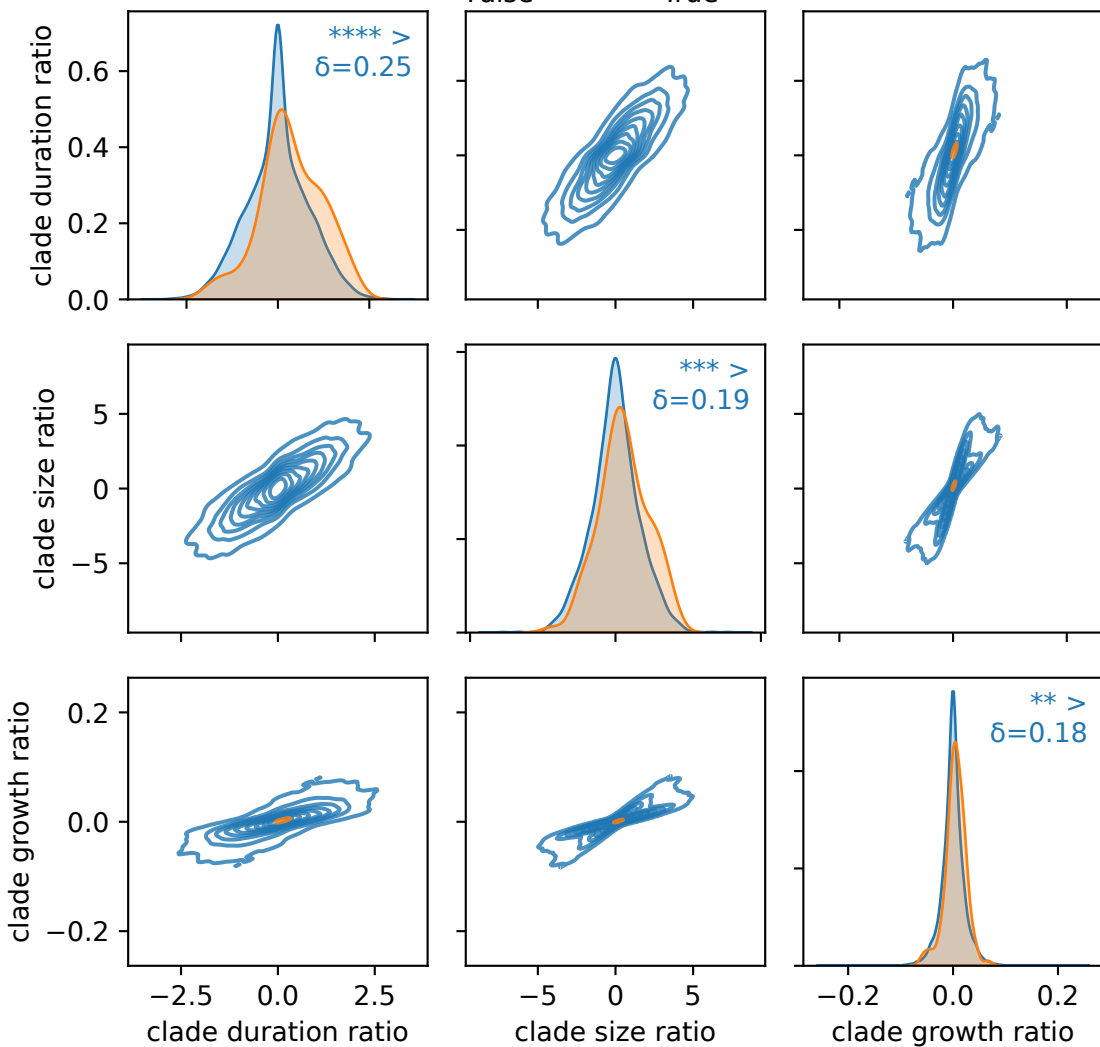 True
clade duration ratio
0.6
0.4
0.2
0.0
**** >
δ=0.25
clade size ratio
5
0
−5
*** >
δ=0.19
clade growth ratio
0.2
0.0
−0.2
** >
δ=0.18
−2.5 0.0 2.5
−5 0 5
−0.2 0.0 0.2
clade duration ratio
clade size ratio
clade growth ratio